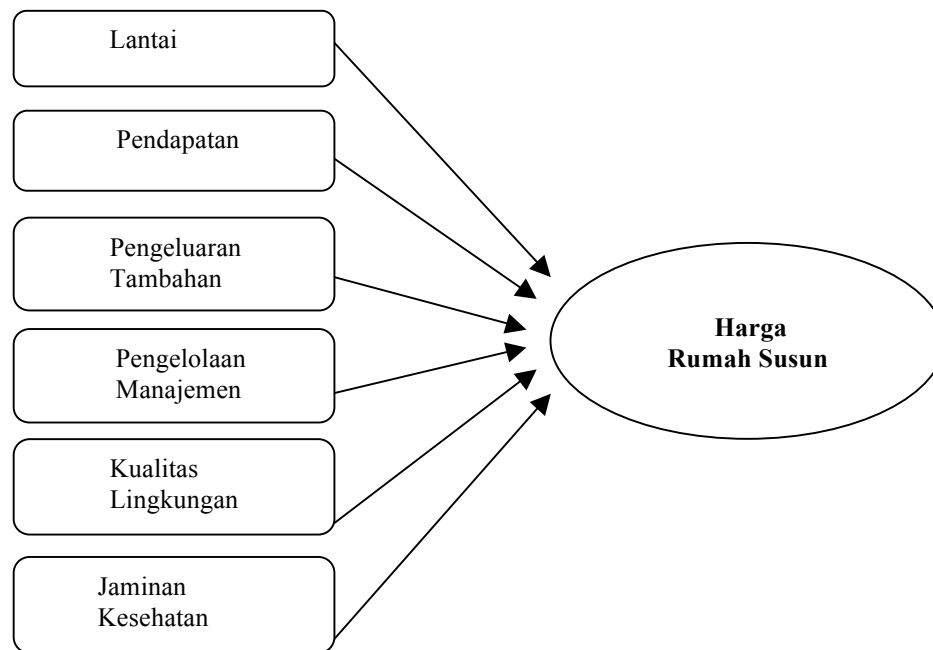 Lantai
Pendapatan
Pengeluaran
Tambahan
Pengelolaan
Manajemen
Kualitas
Lingkungan
Jaminan
Kesehatan
Harga
Rumah Susun